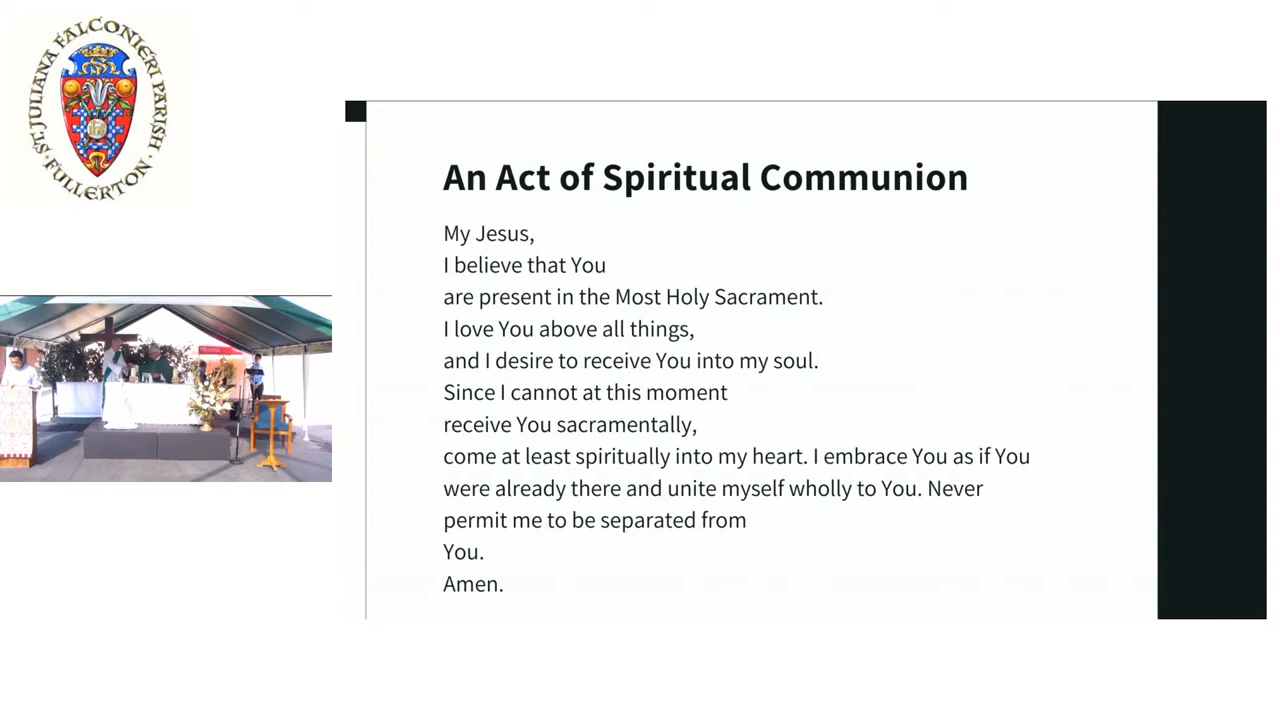 ST. JULIANA FALCONIERI PARISH · FULLERTON ·
An Act of Spiritual Communion
My Jesus,
I believe that You
are present in the Most Holy Sacrament.
I love You above all things,
and I desire to receive You into my soul.
Since I cannot at this moment
receive You sacramentally,
come at least spiritually into my heart. I embrace You as if You
were already there and unite myself wholly to You. Never
permit me to be separated from
You.
Amen.